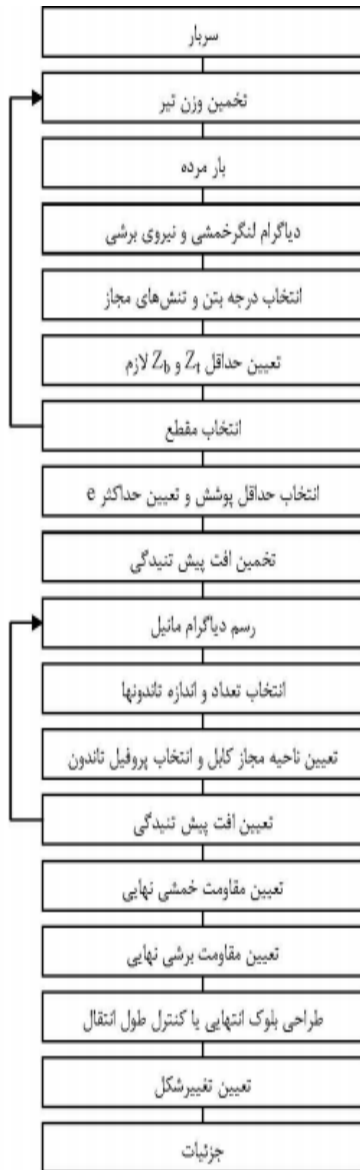 سربار
تخمین وزن تیر
بار مرده
دیاگرام لنگرخمشی و نیروی برشی
انتخاب درجه بتن و تنش‌های مجاز
تعیین حداقل Zt و Zb لازم
انتخاب مقطع
انتخاب حداقل پوشش و تعیین حداکثر e
تخمین افت پیش تنیدگی
رسم دیاگرام مانیل
انتخاب تعداد و اندازه تاندونها
تعیین ناحیه مجاز کابل و انتخاب پروفیل تاندون
تعیین افت پیش تنیدگی
تعیین مقاومت خمشی نهایی
تعیین مقاومت برشی نهایی
طراحی بلوک انتهایی یا کنترل طول انتقال
تعیین تغییرشکل
جزئیات